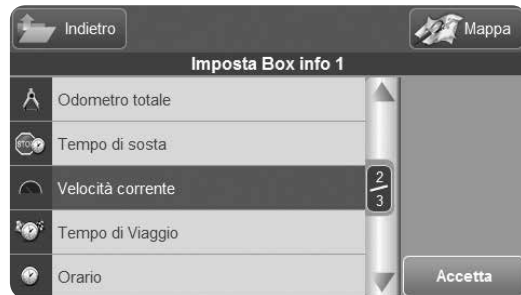 Indietro
Mappa
Imposta Box info 1
Odometro totale
STOP
Tempo di sosta
Velocità corrente
2
3
Tempo di Viaggio
Orario
Accetta